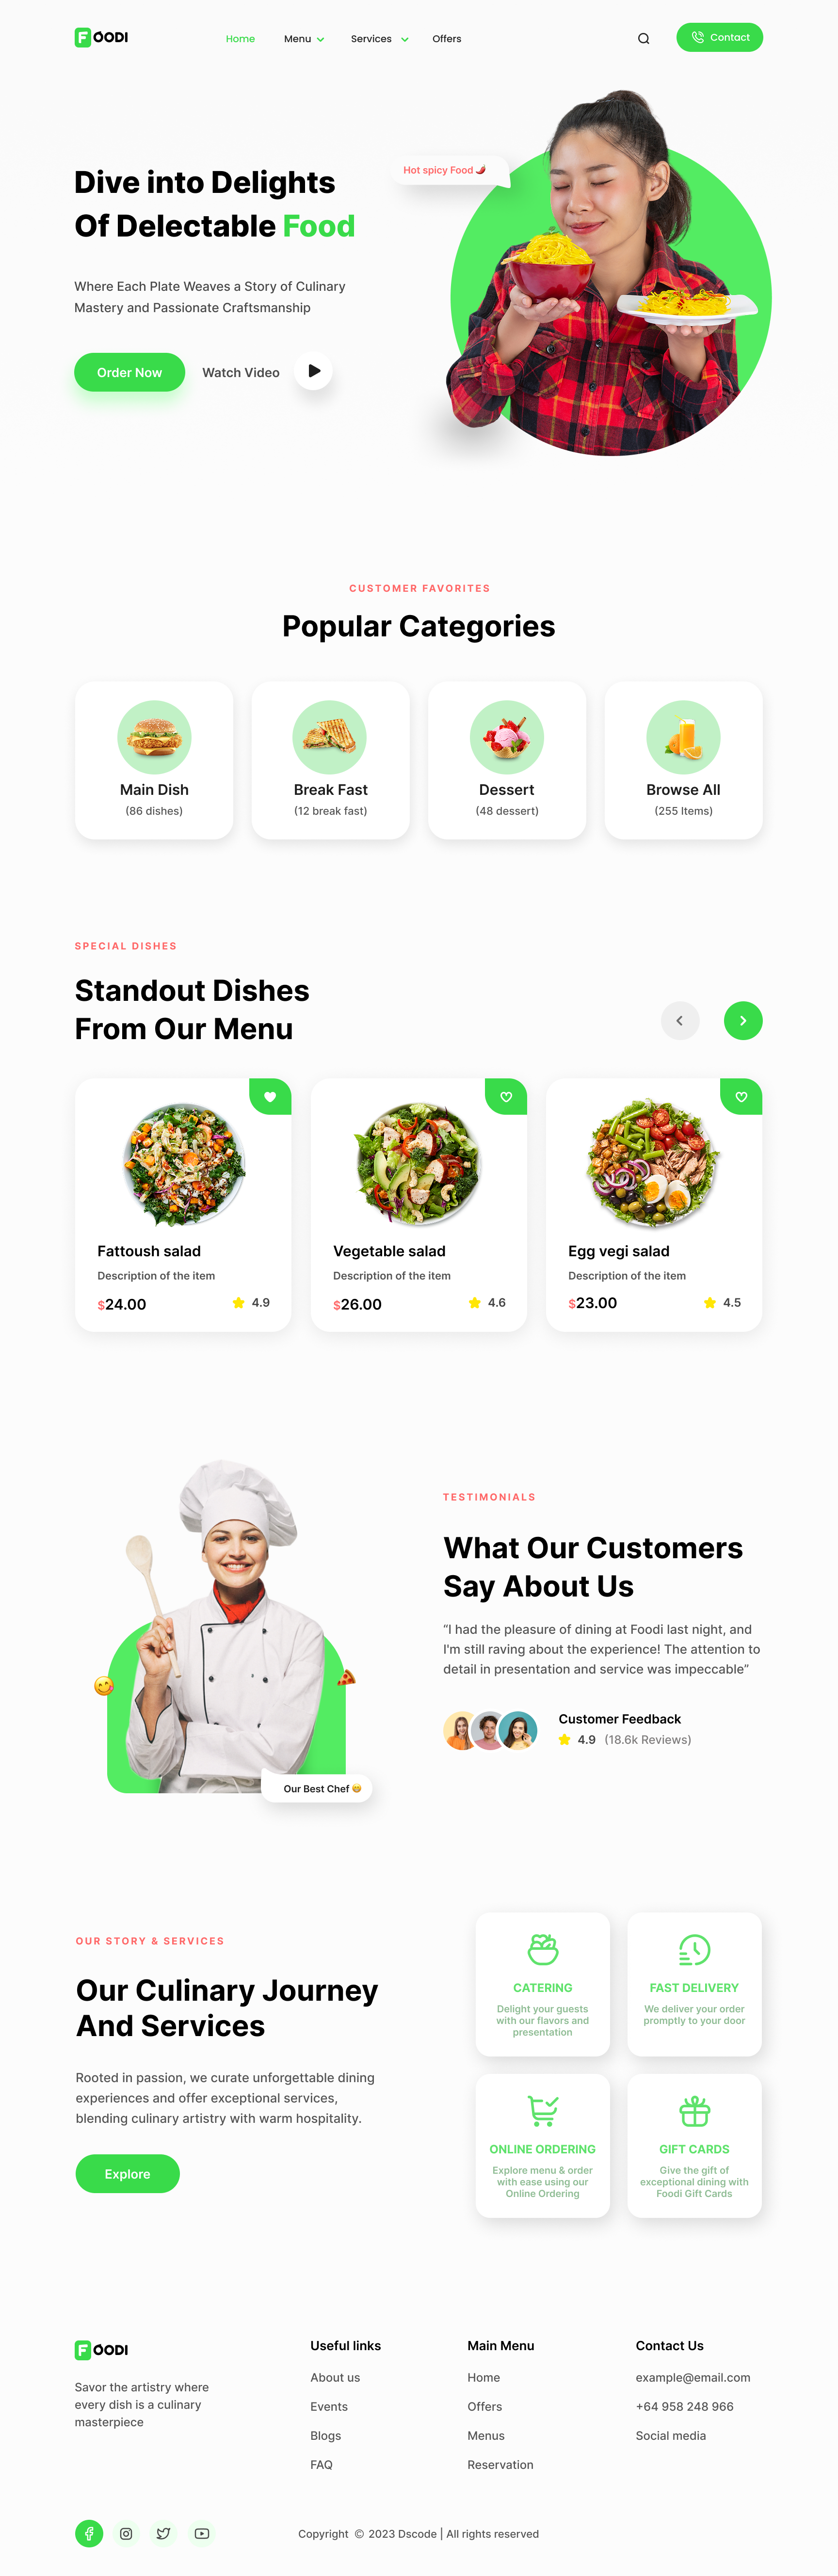 FOODI
Home
Menu
Services
Offers
Contact
Hot spicy Food
Dive into Delights
Of Delectable Food
Where Each Plate Weaves a Story of Culinary
Mastery and Passionate Craftsmanship
Order Now
Watch Video
CUSTOMER FAVORITES
Popular Categories
Main Dish
(86 dishes)
Break Fast
(12 break fast)
Dessert
(48 dessert)
Browse All
(255 Items)
SPECIAL DISHES
Standout Dishes
From Our Menu
Fattoush salad
Description of the item
$24.00
4.9
Vegetable salad
Description of the item
$26.00
4.6
Egg vegi salad
Description of the item
$23.00
4.5
Our Best Chef
TESTIMONIALS
What Our Customers
Say About Us
“I had the pleasure of dining at Foodi last night, and
I'm still raving about the experience! The attention to
detail in presentation and service was impeccable”
Customer Feedback
4.9 (18.6k Reviews)
OUR STORY & SERVICES
Our Culinary Journey
And Services
Rooted in passion, we curate unforgettable dining
experiences and offer exceptional services,
blending culinary artistry with warm hospitality.
Explore
CATERING
Delight your guests
with our flavors and
presentation
FAST DELIVERY
We deliver your order
promptly to your door
ONLINE ORDERING
Explore menu & order
with ease using our
Online Ordering
GIFT CARDS
Give the gift of
exceptional dining with
Foodi Gift Cards
FOODI
Savor the artistry where
every dish is a culinary
masterpiece
Useful links
About us
Events
Blogs
FAQ
Main Menu
Home
Offers
Menus
Reservation
Contact Us
example@email.com
+64 958 248 966
Social media
Copyright © 2023 Dscode | All rights reserved